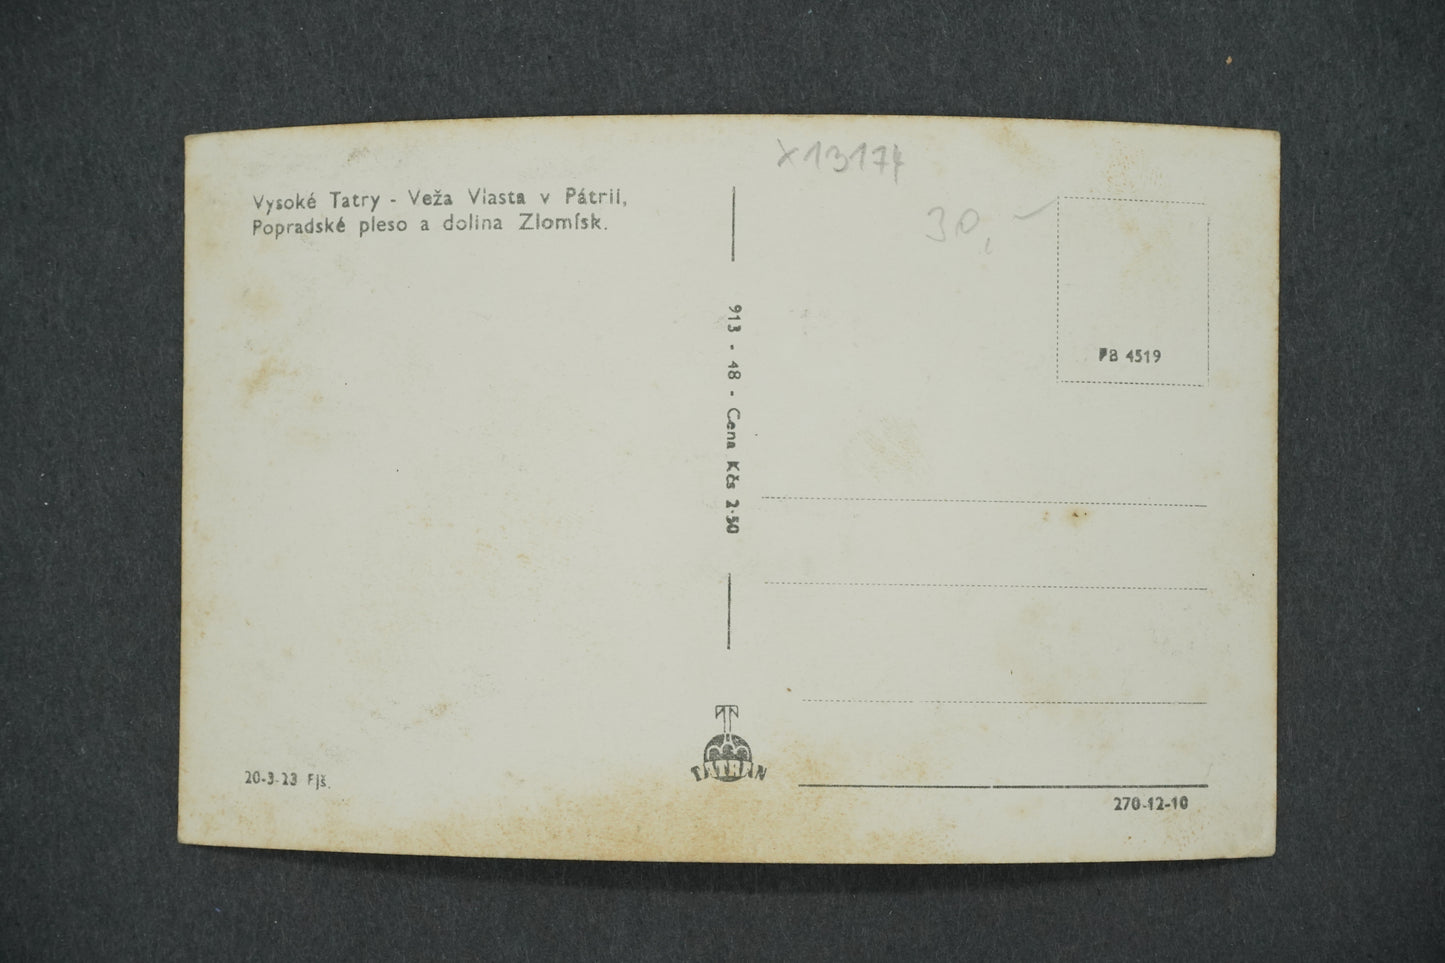 Vysoké Tatry - Veža Vlasta v Pátrii,
Popradské pleso a dolina Zlomísk.
X13174
30,-
PB 4519
913 - 48 - Cena Kčs 2·50
TATRAN
20-3-23 Fjš.
270-12-10